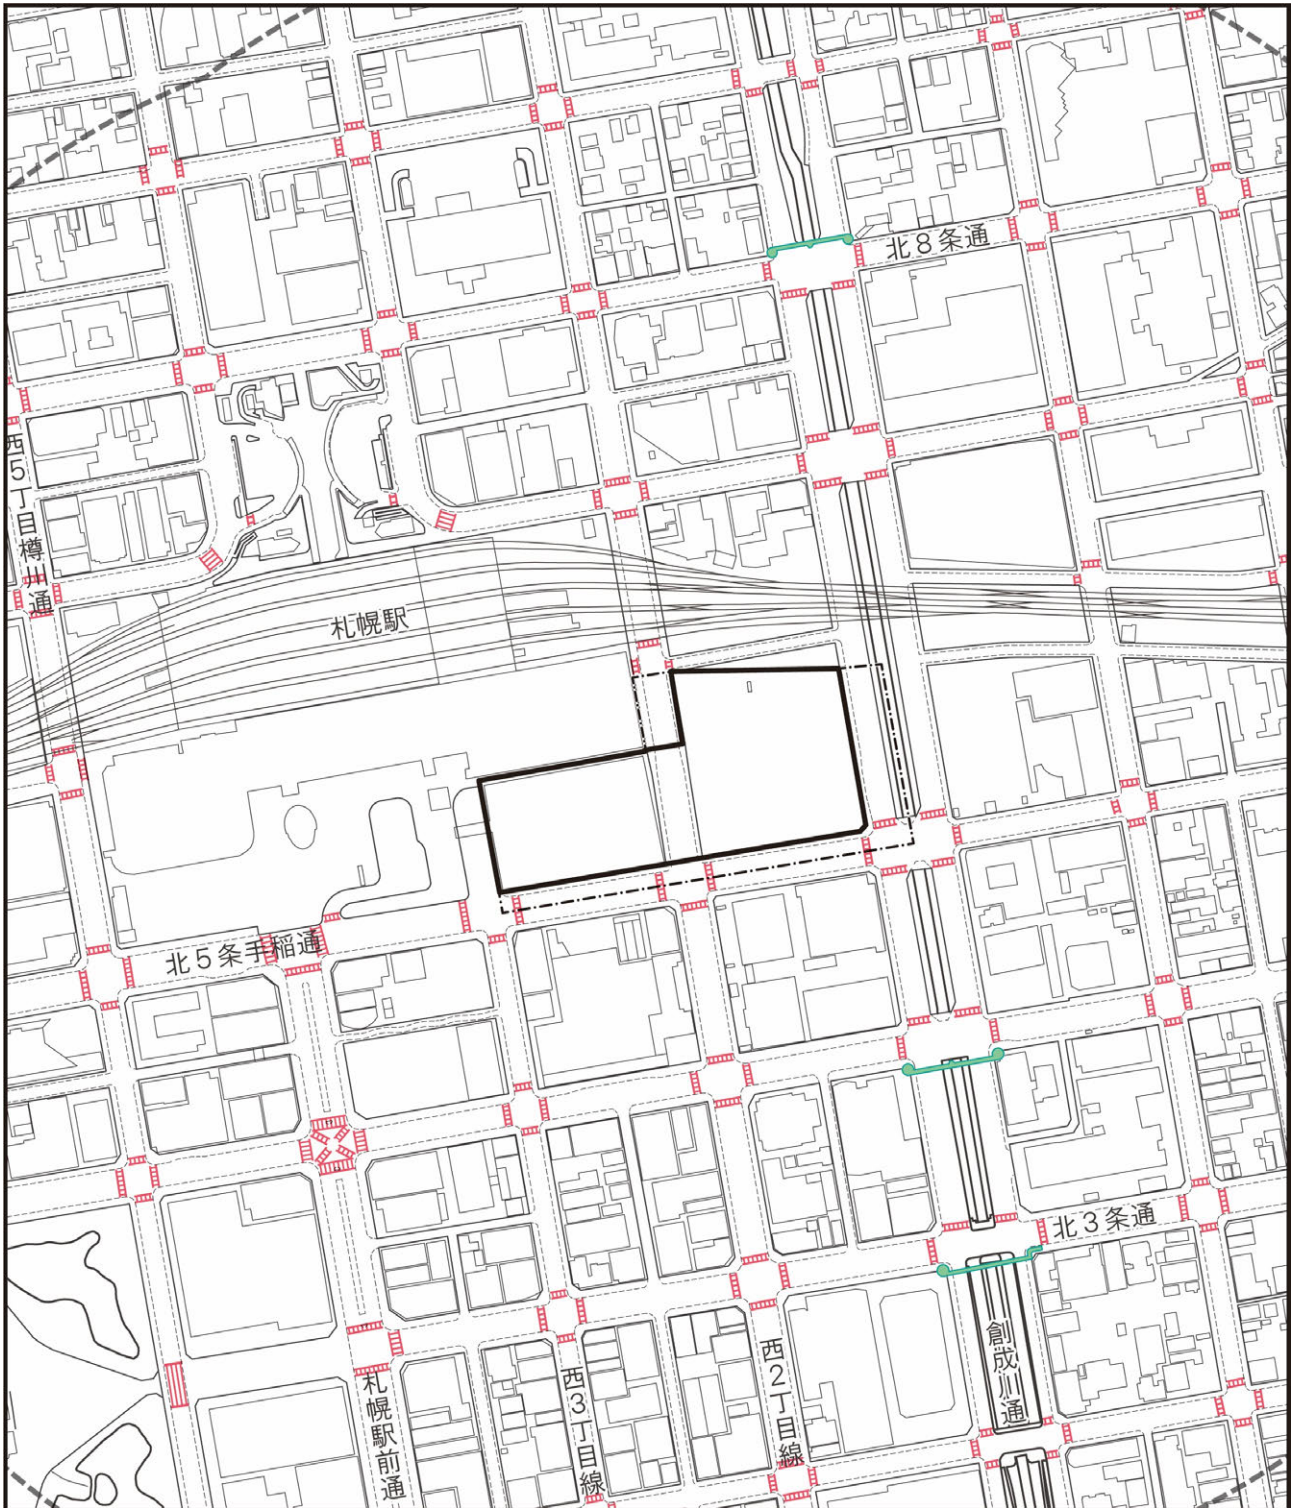 北8条通
西5丁目樽川通
札幌駅
北5条手稲通
北3条通
札幌駅前通
西3丁目線
西2丁目線
創成川通